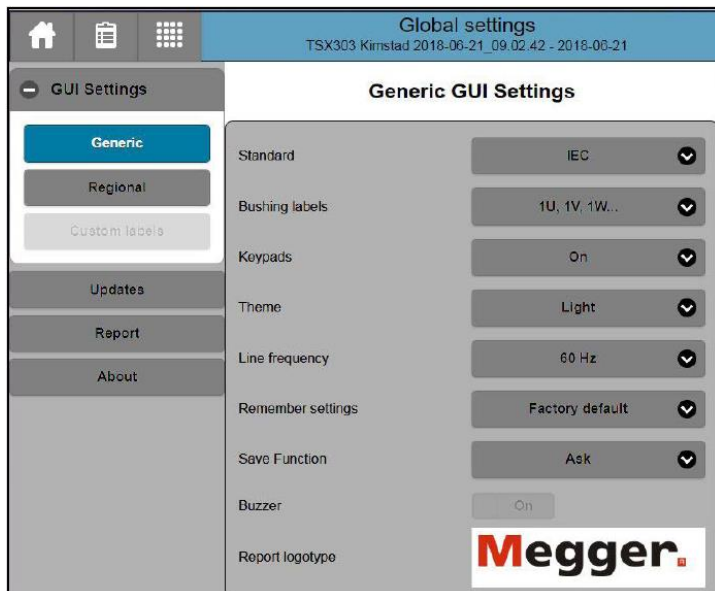 Global settings
TSX303 Kimstad 2018-06-21_09.02.42 - 2018-06-21
GUI Settings
Generic
Regional
Custom labels
Updates
Report
About
Generic GUI Settings
Standard IEC
Bushing labels 1U, 1V, 1W...
Keypads On
Theme Light
Line frequency 60 Hz
Remember settings Factory default
Save Function Ask
Buzzer On
Report logotype Megger.